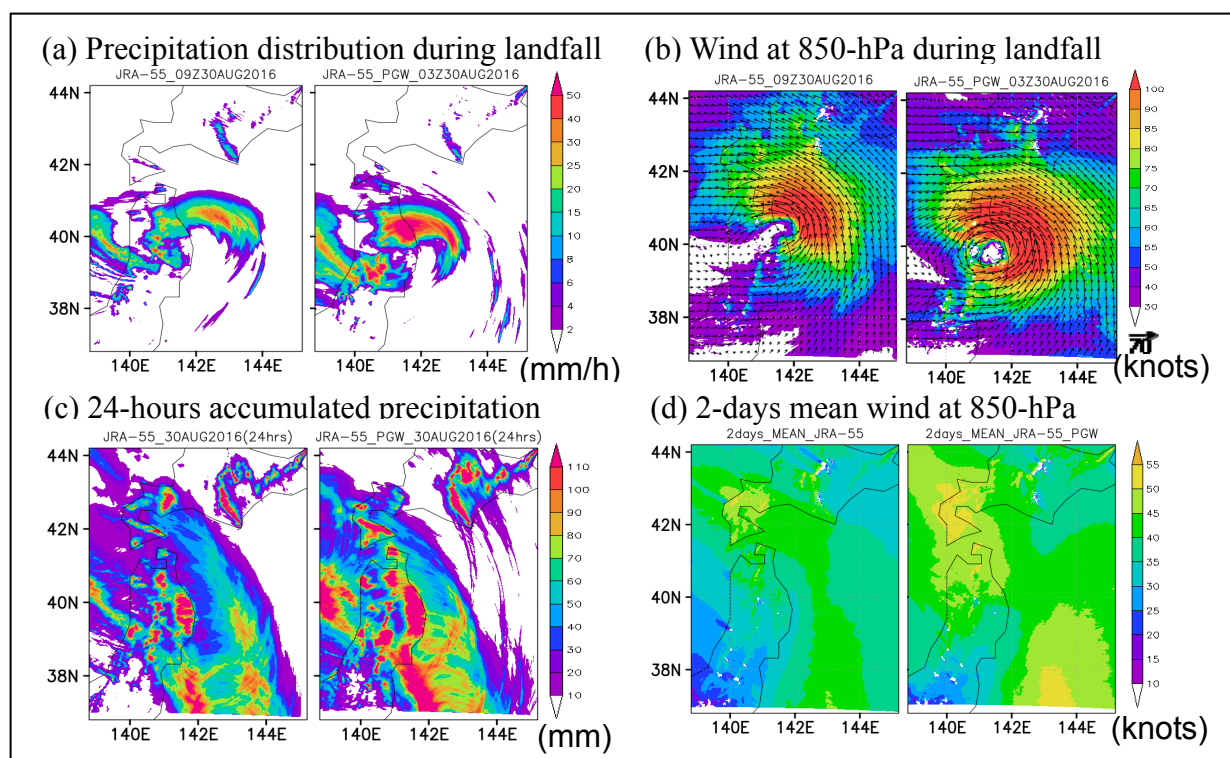 (a) Precipitation distribution during landfall
JRA-55_09Z30AUG2016 JRA-55_PGW_03Z30AUG2016
44N
42N
40N
38N
140E 142E 144E 140E 142E 144E
50
40
30
25
20
15
10
8
6
4
2
(mm/h)
(b) Wind at 850-hPa during landfall
JRA-55_09Z30AUG2016 JRA-55_PGW_03Z30AUG2016
44N
42N
40N
38N
140E 142E 144E 140E 142E 144E
100
90
85
80
75
70
65
60
55
50
40
30
(knots)
(c) 24-hours accumulated precipitation
JRA-55_30AUG2016(24hrs) JRA-55_PGW_30AUG2016(24hrs)
44N
42N
40N
38N
140E 142E 144E 140E 142E 144E
110
100
90
80
70
60
50
40
30
20
10
(mm)
(d) 2-days mean wind at 850-hPa
2days_MEAN_JRA-55 2days_MEAN_JRA-55_PGW
44N
42N
40N
38N
140E 142E 144E 140E 142E 144E
55
50
45
40
35
30
25
20
15
10
(knots)